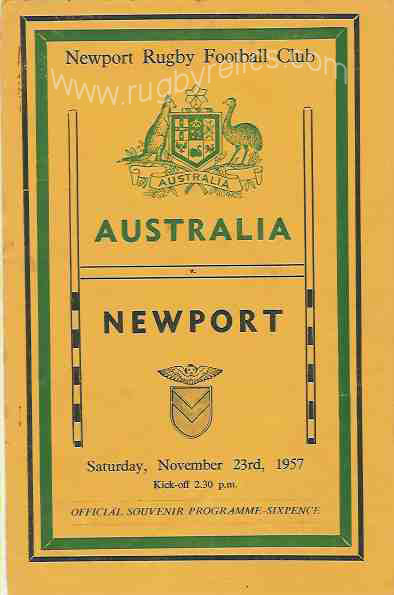 Newport Rugby Football Club
www.rugbyrelics.com
AUSTRALIA
AUSTRALIA
v.
NEWPORT
Saturday, November 23rd, 1957
Kick-off 2.30 p.m.
OFFICIAL SOUVENIR PROGRAMME-SIXPENCE